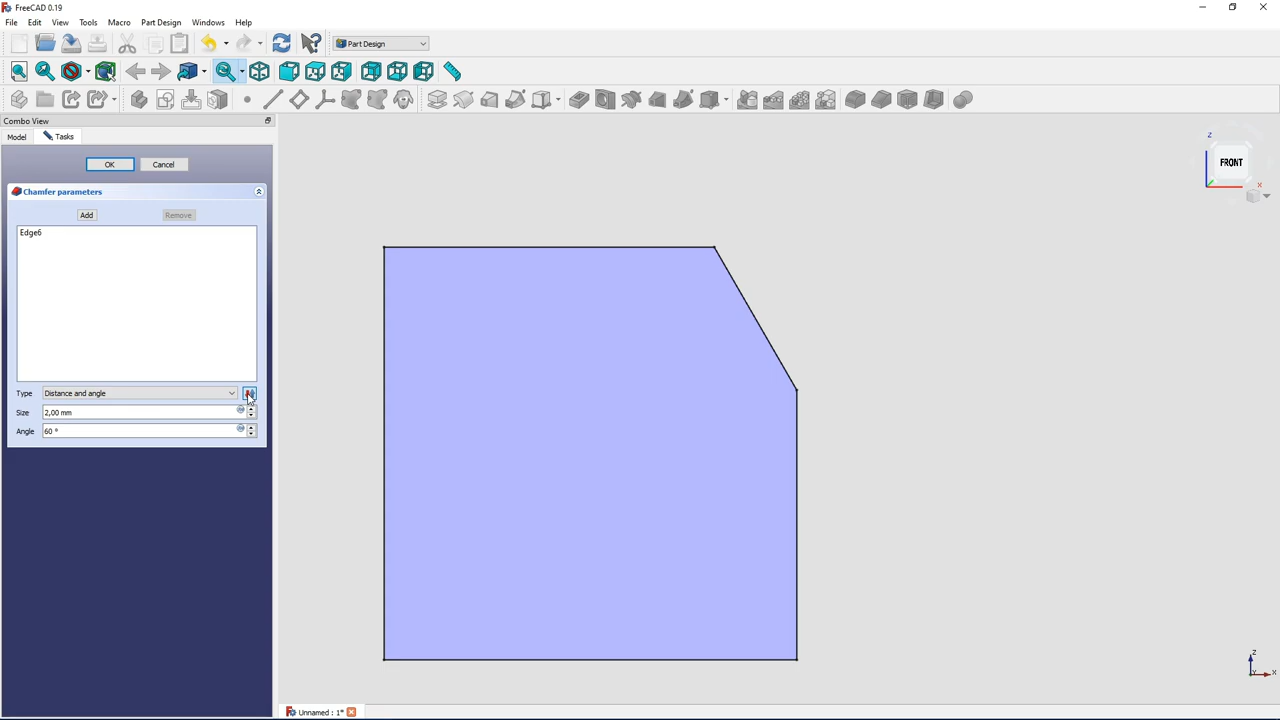 FreeCAD 0.19
File Edit View Tools Macro Part Design Windows Help
Part Design
Combo View
Model Tasks
OK Cancel
Chamfer parameters
Add Remove
Edge6
Type Distance and angle
Size 2,00 mm
Angle 60 °
Z
FRONT
X
Z
Y X
Unnamed : 1*